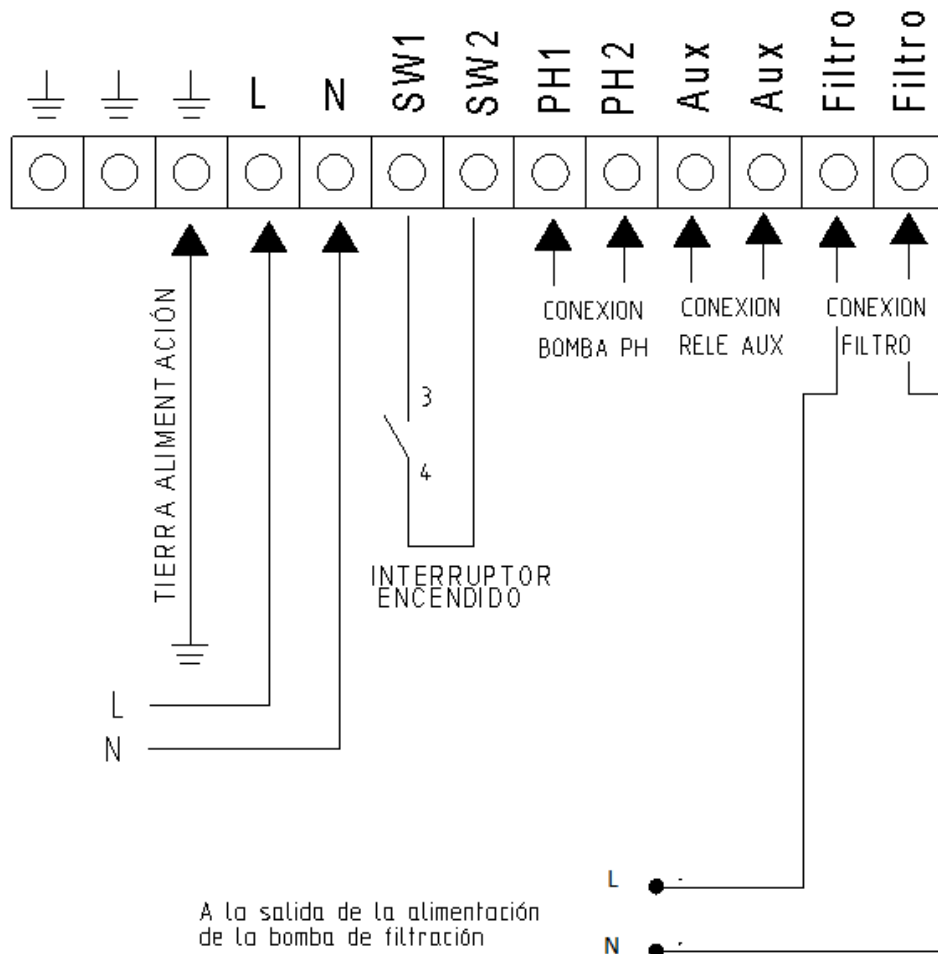 L
N
SW1
SW2
PH1
PH2
Aux
Aux
Filtro
Filtro
TIERRA ALIMENTACIÓN
3
4
INTERRUPTOR
ENCENDIDO
CONEXION
BOMBA PH
CONEXION
RELE AUX
CONEXION
FILTRO
L
N
A la salida de la alimentación
de la bomba de filtración
L
N